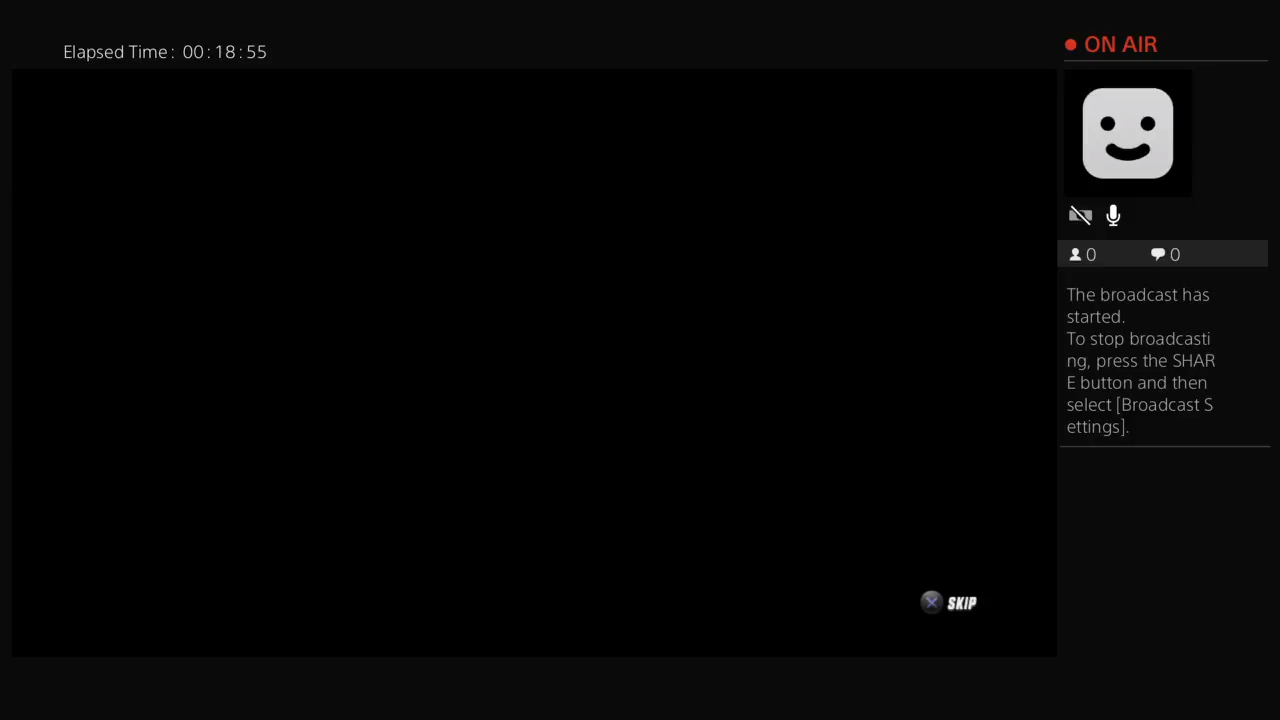 Elapsed Time: 00:18:55
ON AIR
0 0
The broadcast has
started.
To stop broadcasti
ng, press the SHAR
E button and then
select [Broadcast S
ettings].
SKIP